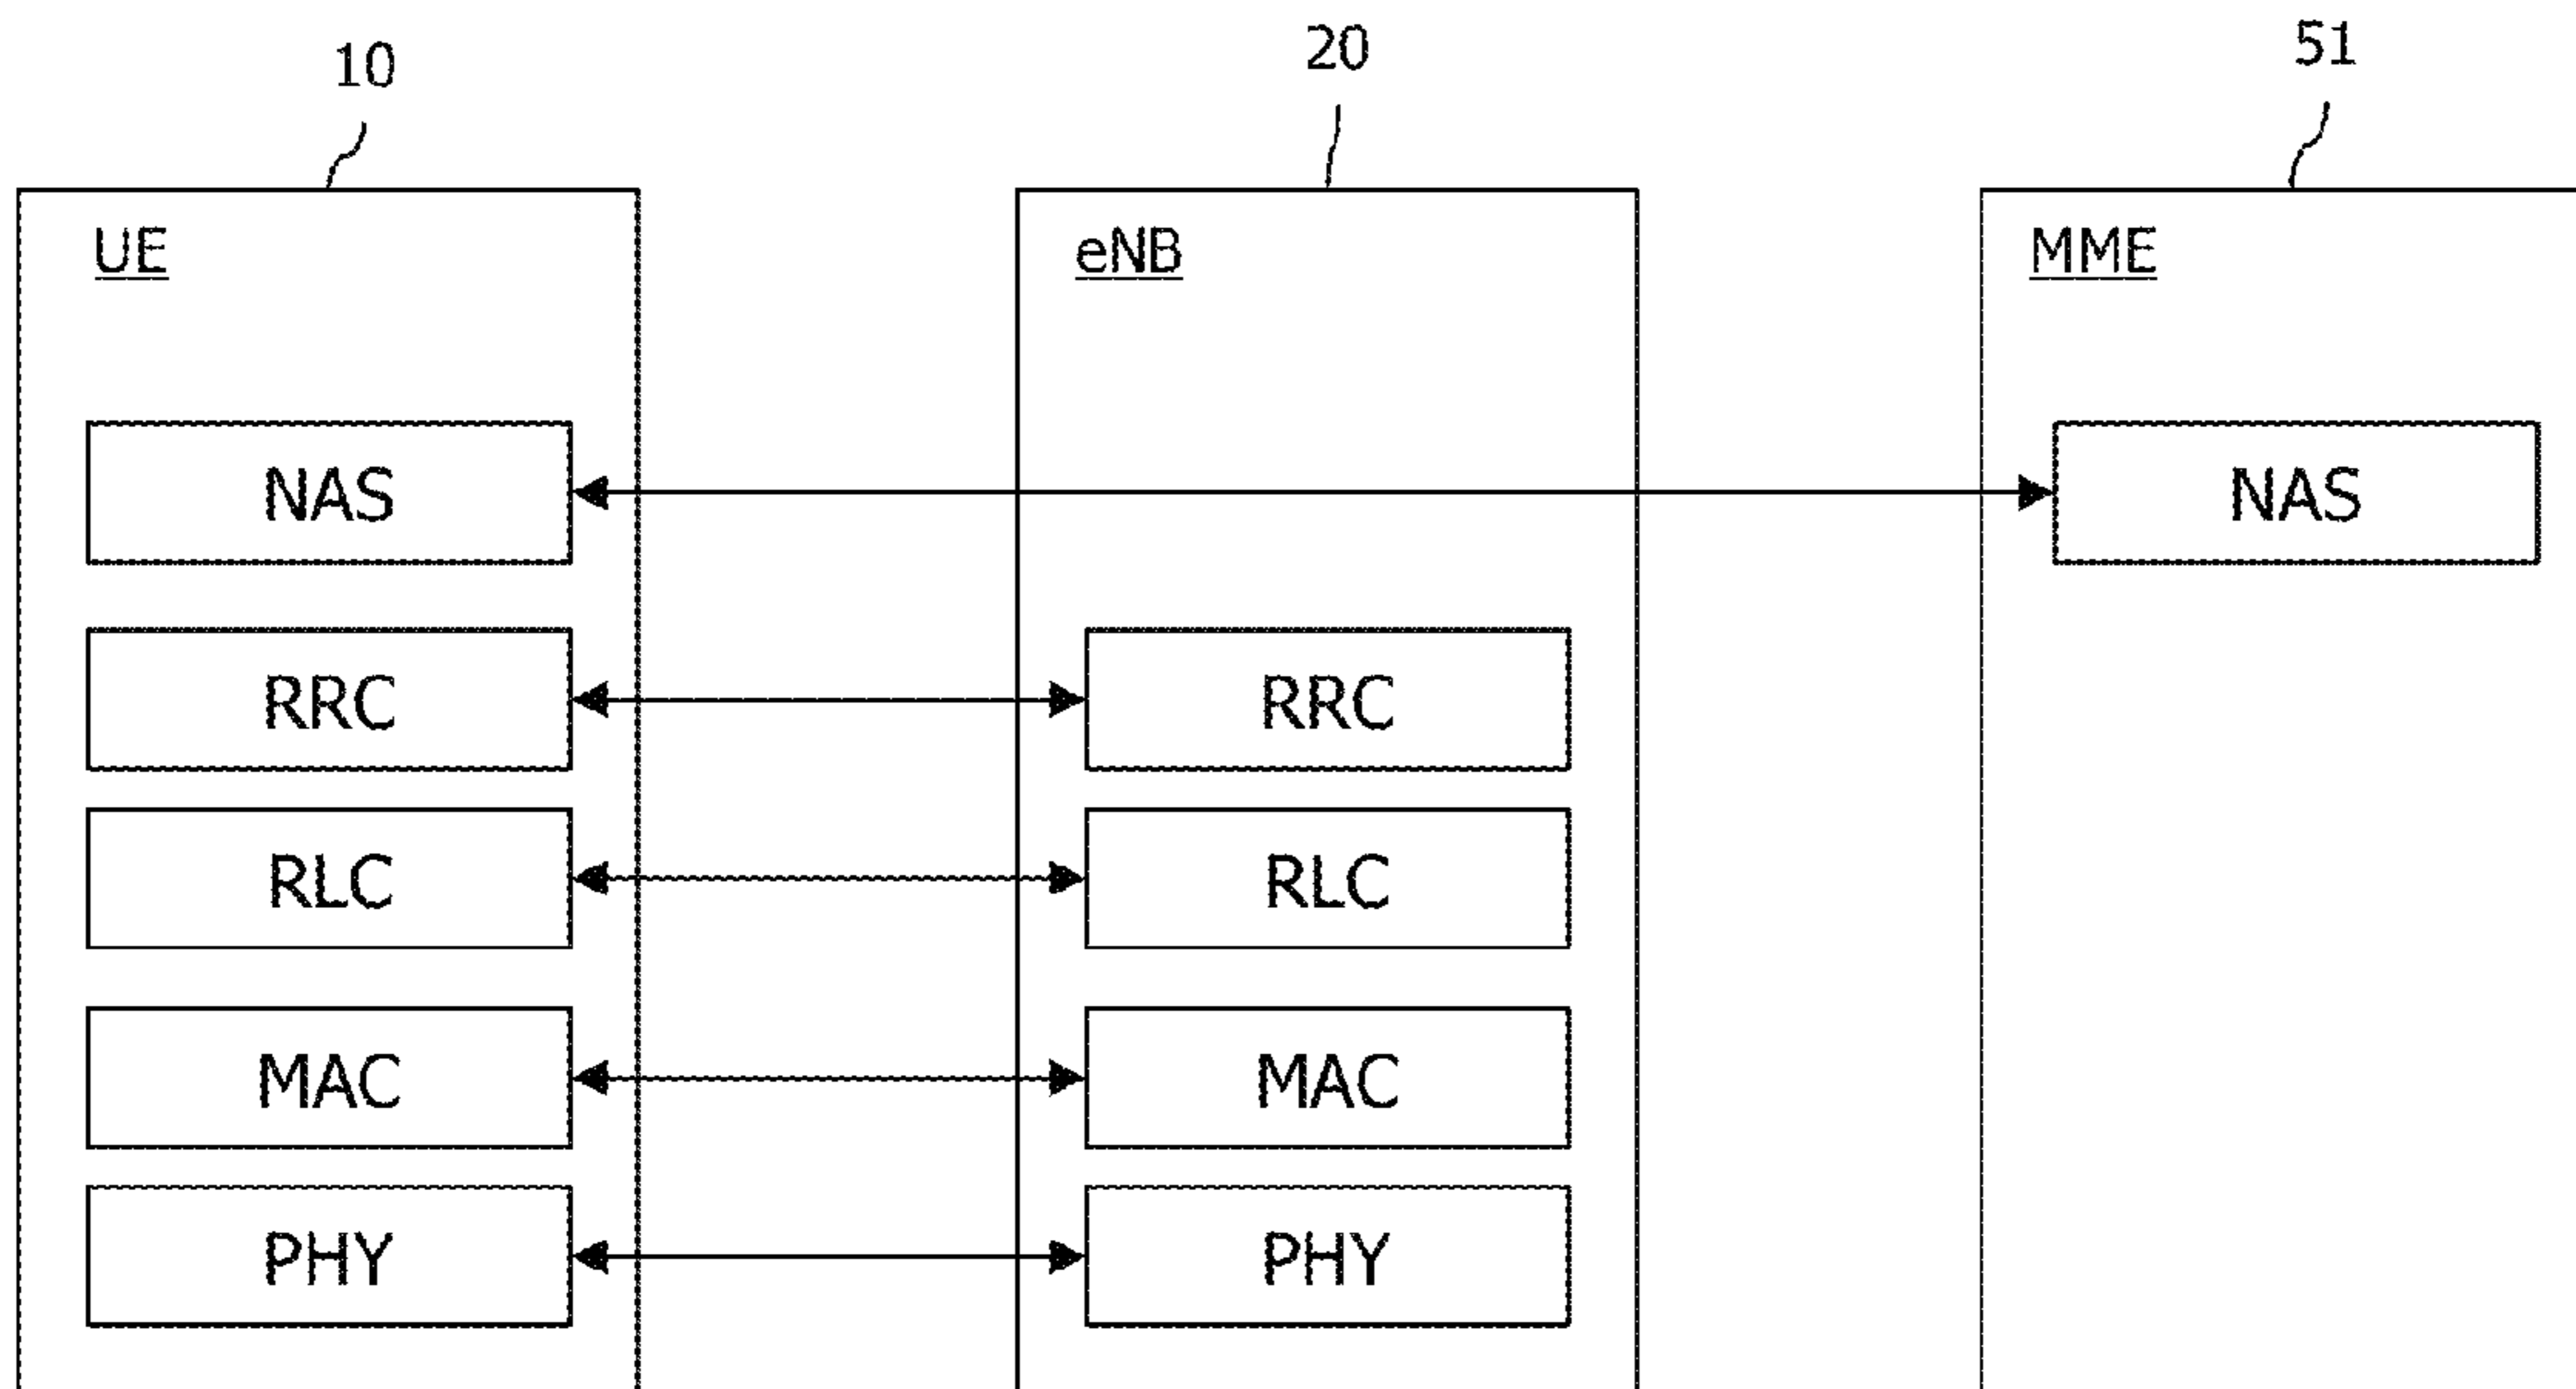 10 20 51
UE eNB MME
NAS NAS
RRC RRC
RLC RLC
MAC MAC
PHY PHY